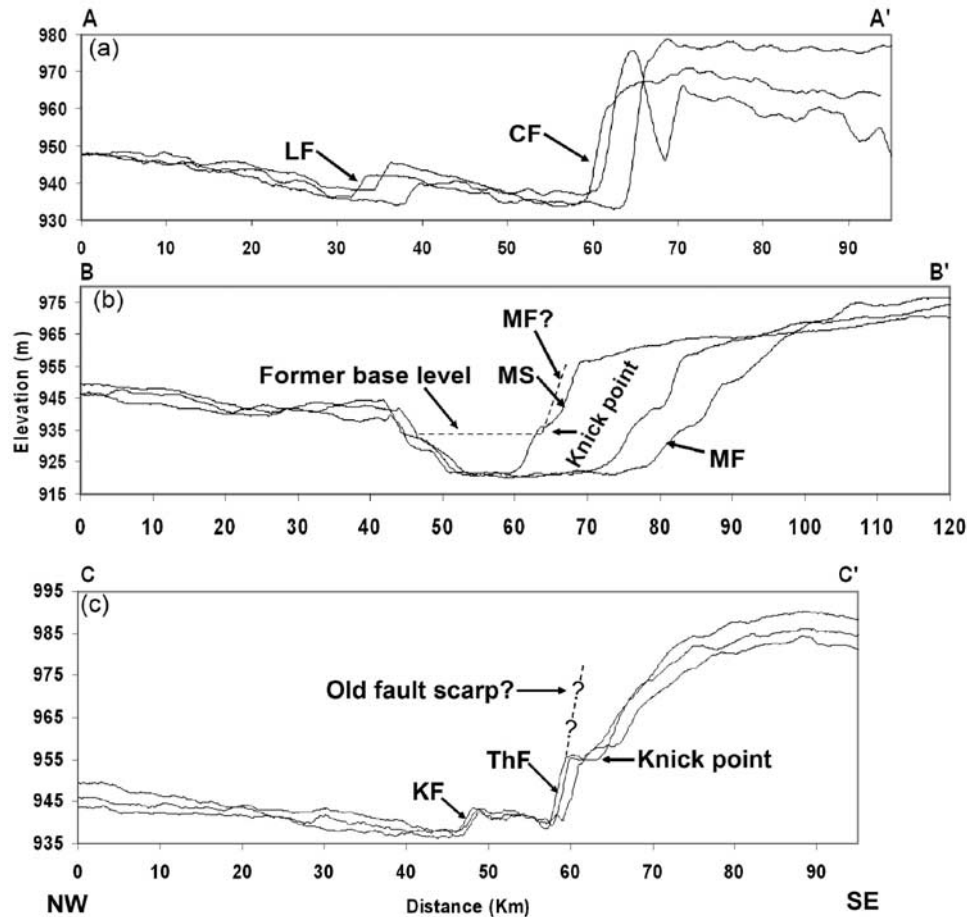 A A'
(a)
980
970
960
950
940
930
LF
CF
0 10 20 30 40 50 60 70 80 90
B B'
(b)
975
965
955
945
935
925
915
Elevation (m)
MF?
Former base level
MS
Knick point
MF
0 10 20 30 40 50 60 70 80 90 100 110 120
C C'
(c)
995
985
975
965
955
945
935
Old fault scarp?
?
?
ThF
Knick point
KF
0 10 20 30 40 50 60 70 80 90
NW Distance (Km) SE